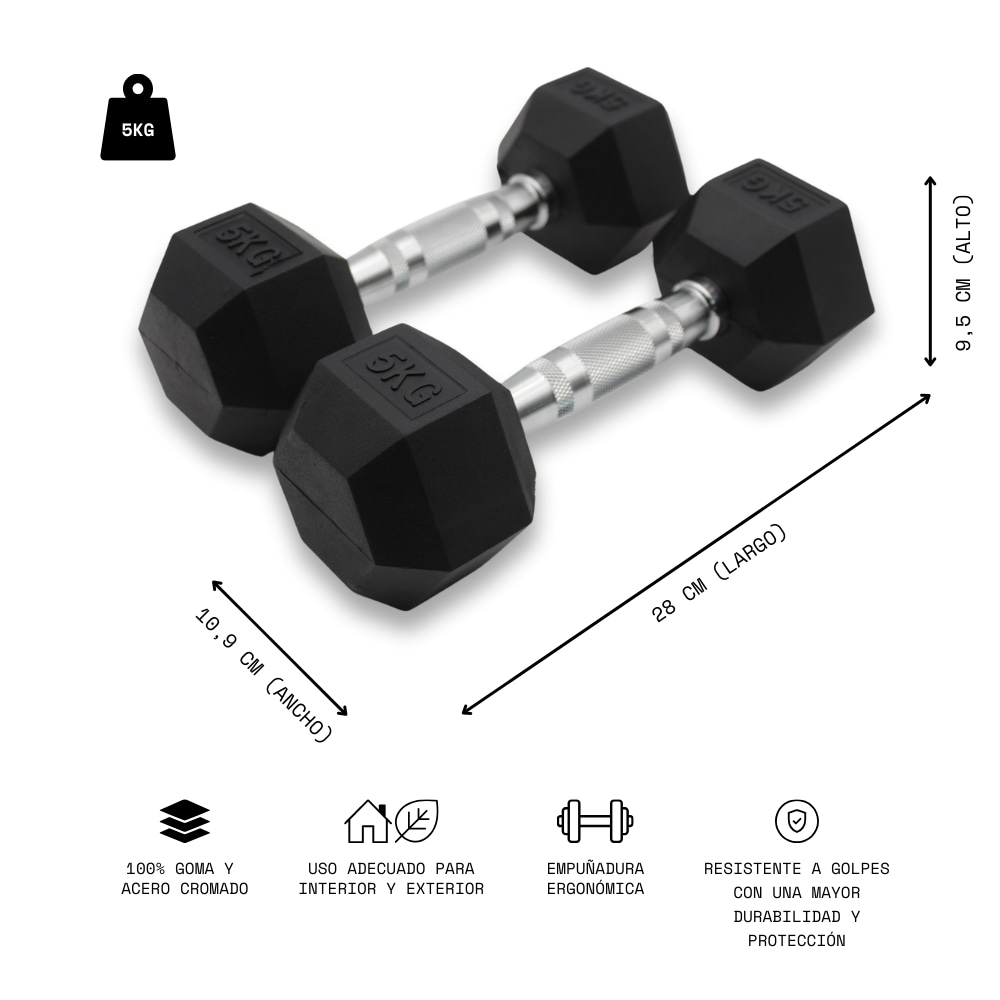 5KG
5KG
5KG
5KG
5KG
9,5 CM (ALTO)
28 CM (LARGO)
10,9 CM (ANCHO)
100% GOMA Y
ACERO CROMADO
USO ADECUADO PARA
INTERIOR Y EXTERIOR
EMPUÑADURA
ERGONÓMICA
RESISTENTE A GOLPES
CON UNA MAYOR
DURABILIDAD Y
PROTECCIÓN